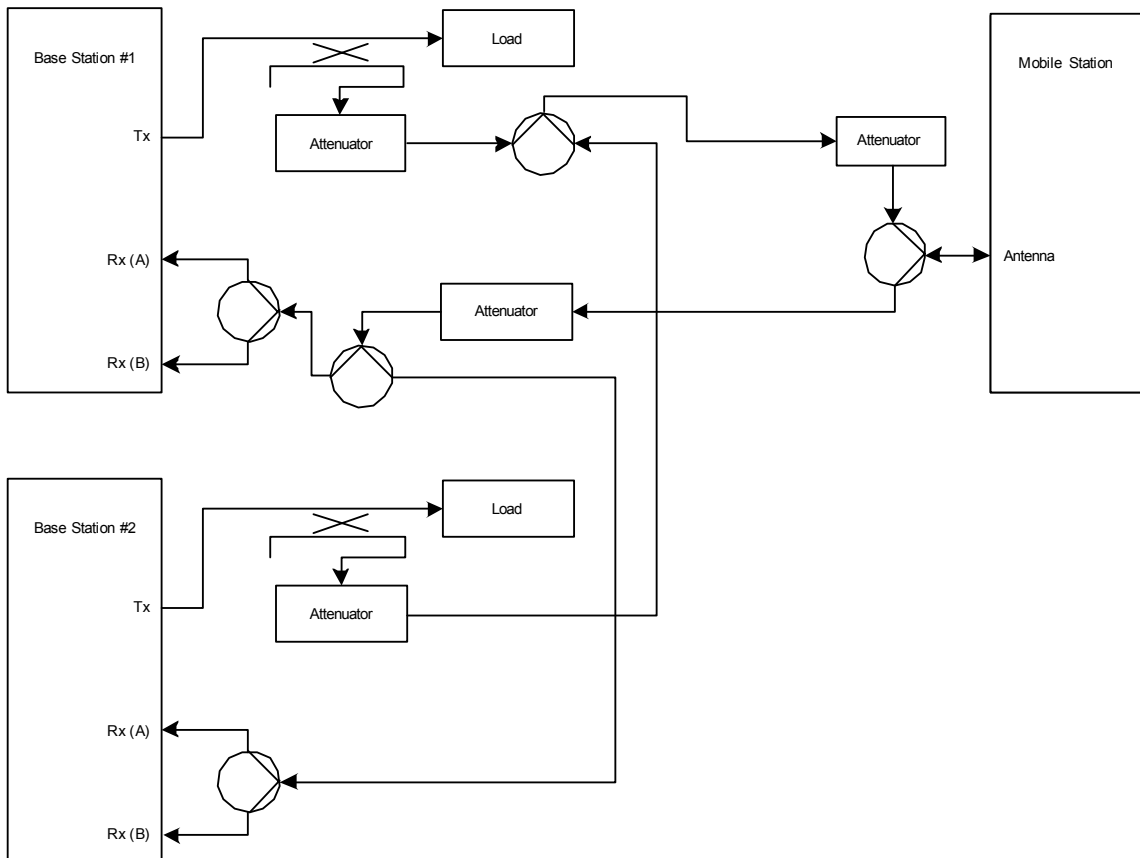 Base Station #1
Load
Mobile Station
Tx
Attenuator
Attenuator
Rx (A)
Antenna
Attenuator
Rx (B)
Base Station #2
Load
Tx
Attenuator
Rx (A)
Rx (B)